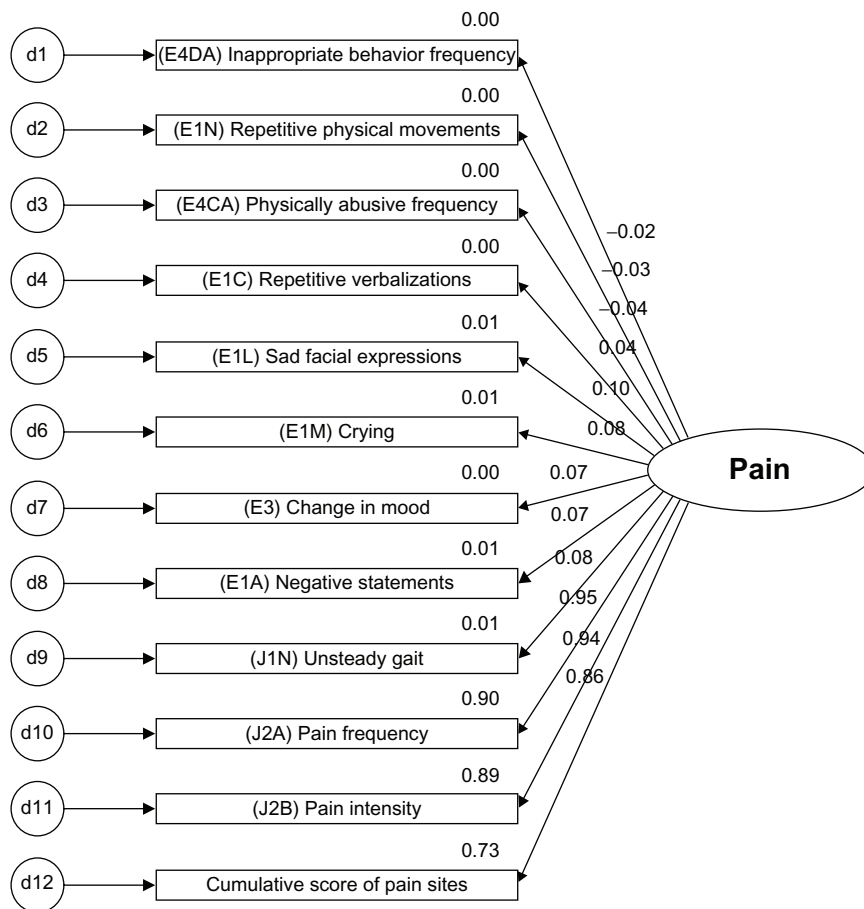 0.00
d1 (E4DA) Inappropriate behavior frequency
0.00
d2 (E1N) Repetitive physical movements
0.00
d3 (E4CA) Physically abusive frequency
–0.02
0.00
–0.03
d4 (E1C) Repetitive verbalizations
–0.04
0.01
0.04
d5 (E1L) Sad facial expressions
0.10
0.01
d6 (E1M) Crying
0.08
Pain
0.00
0.07
d7 (E3) Change in mood
0.07
0.01
0.08
d8 (E1A) Negative statements
0.95
0.01
0.94
d9 (J1N) Unsteady gait
0.86
0.90
d10 (J2A) Pain frequency
0.89
d11 (J2B) Pain intensity
0.73
d12 Cumulative score of pain sites